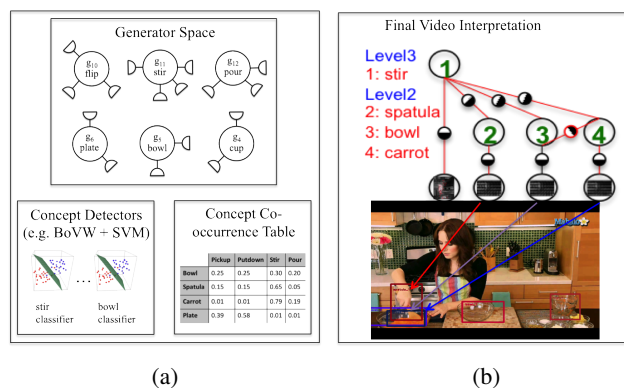 Generator Space
g10
flip
g11
stir
g12
pour
g6
plate
g5
bowl
g4
cup
Concept Detectors
(e.g. BoVW + SVM)
...
stir
classifier
bowl
classifier
Concept Co-
occurrence Table
Pickup Putdown Stir Pour
Bowl 0.25 0.25 0.30 0.20
Spatula 0.15 0.15 0.65 0.05
Carrot 0.01 0.01 0.79 0.19
Plate 0.39 0.58 0.01 0.01
(a)
Final Video Interpretation
Level3
1: stir
Level2
2: spatula
3: bowl
4: carrot
1
2
3
4
(b)